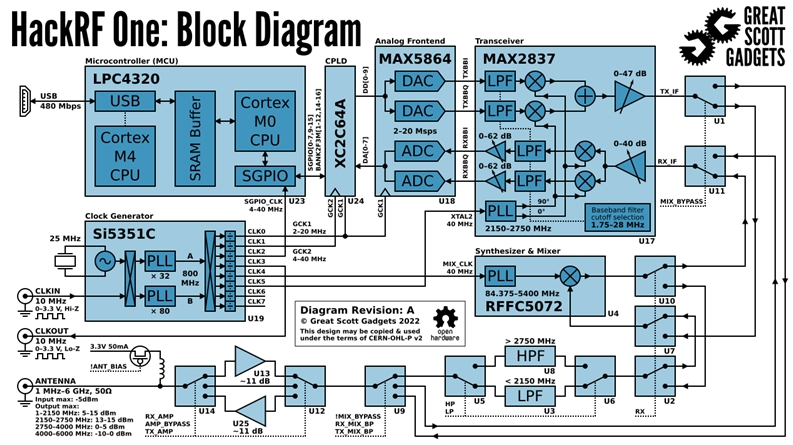 HackRF One: Block Diagram
GREAT
SCOTT
GADGETS
Microcontroller (MCU)
LPC4320
USB
480 Mbps
USB
Cortex
M4
CPU
SRAM Buffer
Cortex
M0
CPU
SGPIO
U23
SGPIO[0-7,9-15]
BANK2F3M[1-12,14-16]
SGPIO_CLK
4-40 MHz
CPLD
XC2C64A
GCK2
GCK1
U24
DD[0-9]
DA[0-7]
Analog Frontend
MAX5864
DAC
DAC
2-20 Msps
ADC
ADC
GCK1
U18
TXBBI
TXBBQ
RXBBI
RXBBQ
Transceiver
MAX2837
LPF
LPF
0-47 dB
0-62 dB
LPF
0-62 dB
LPF
0-40 dB
PLL
90°
0°
2150-2750 MHz
Baseband filter
cutoff selection
1.75-28 MHz
U17
XTAL2
40 MHz
TX_IF
U1
RX_IF
U11
MIX_BYPASS
Clock Generator
Si5351C
25 MHz
PLL
× 32
PLL
× 80
A
800
MHz
B
U19
CLK0
CLK1
CLK2
CLK3
CLK4
CLK5
CLK6
CLK7
GCK1
2-20 MHz
GCK2
4-40 MHz
CLKIN
10 MHz
0-3.3 V, Hi-Z
CLKOUT
10 MHz
0-3.3 V, Lo-Z
MIX_CLK
40 MHz
Synthesizer & Mixer
PLL
84.375-5400 MHz
RFFC5072
U4
U10
U7
Diagram Revision: A
© Great Scott Gadgets 2022
This design may be copied & used
under the terms of CERN-OHL-P v2
open
hardware
3.3V 50mA
!ANT_BIAS
ANTENNA
1 MHz-6 GHz, 50Ω
Input max: -5dBm
Output max:
1-2150 MHz: 5-15 dBm
2150-2750 MHz: 13-15 dBm
2750-4000 MHz: 0-5 dBm
4000-6000 MHz: -10-0 dBm
U14
RX_AMP
AMP_BYPASS
TX_AMP
U13
~11 dB
U25
~11 dB
U12
!MIX_BYPASS
RX_MIX_BP
TX_MIX_BP
U9
HP
LP
U5
> 2750 MHz
HPF
U8
< 2150 MHz
LPF
U3
U6
RX
U2